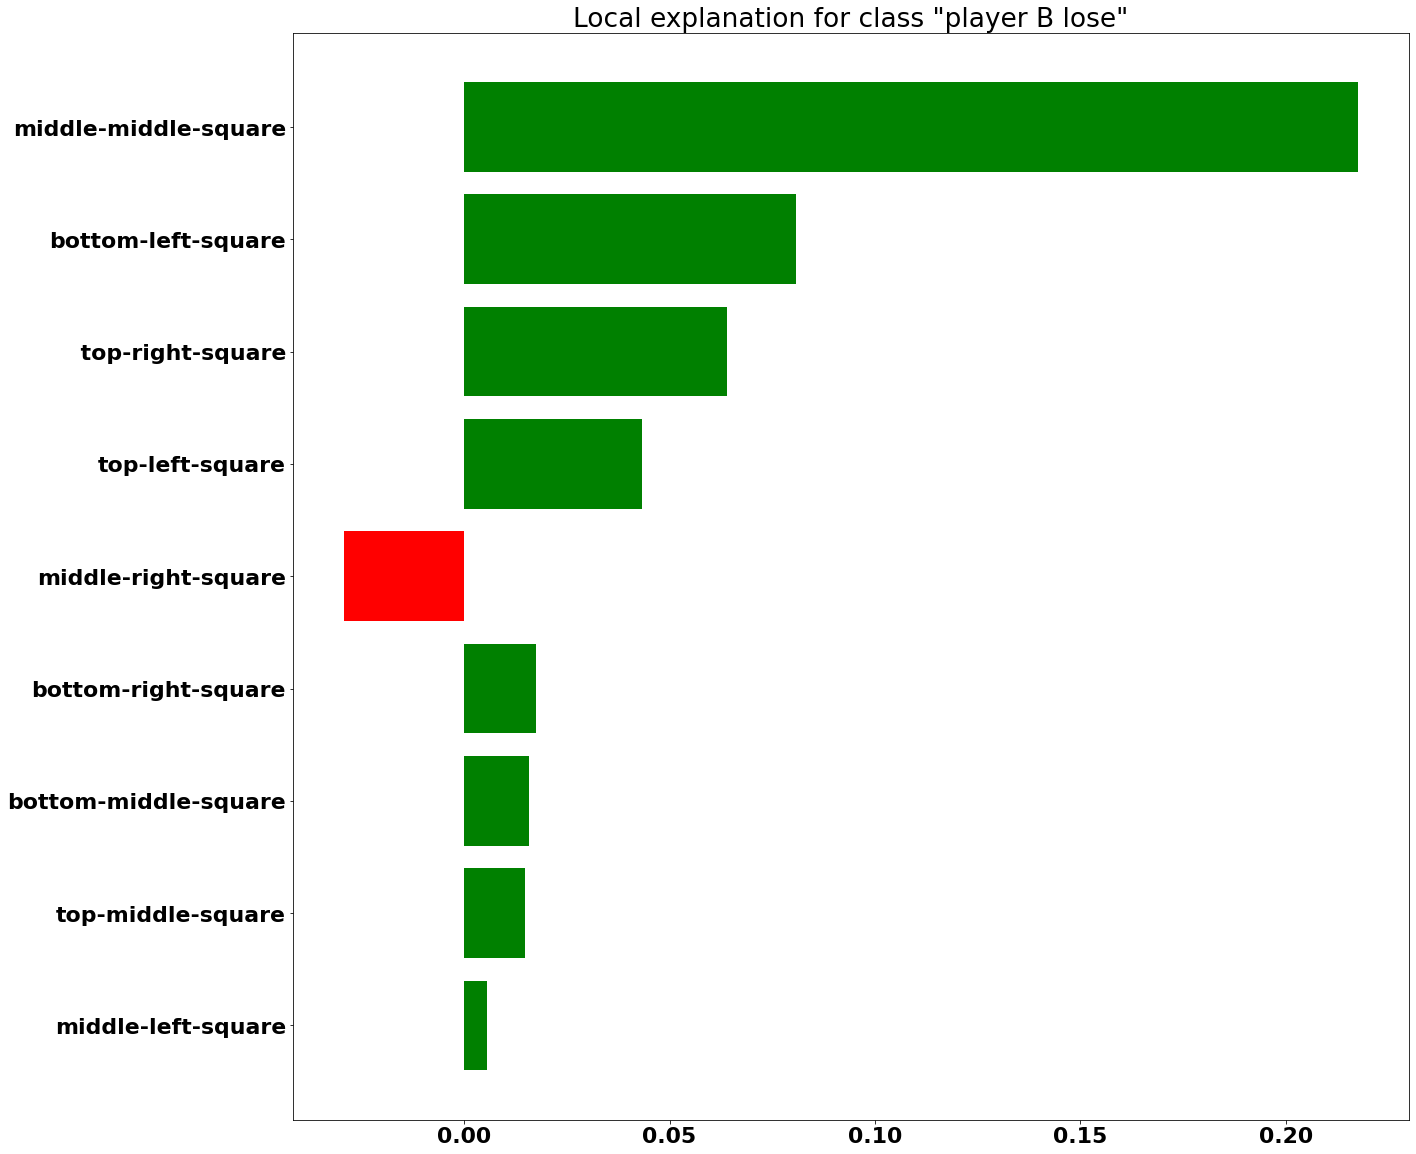 Local explanation for class "player B lose"
middle-middle-square
bottom-left-square
top-right-square
top-left-square
middle-right-square
bottom-right-square
bottom-middle-square
top-middle-square
middle-left-square
0.00 0.05 0.10 0.15 0.20